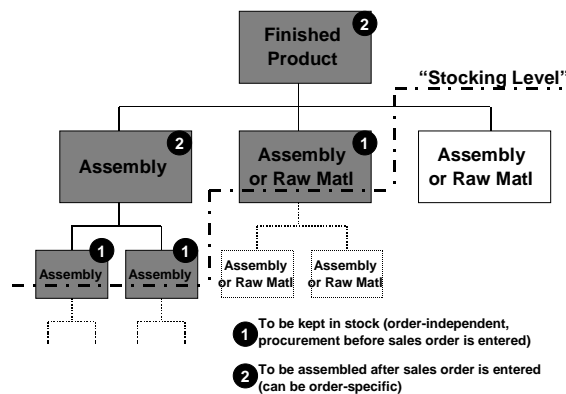 2
Finished
Product
“Stocking Level”
2
Assembly
1
Assembly
or Raw Matl
Assembly
or Raw Matl
1
Assembly
1
Assembly
Assembly
or Raw Matl
Assembly
or Raw Matl
1 To be kept in stock (order-independent,
procurement before sales order is entered)
2 To be assembled after sales order is entered
(can be order-specific)